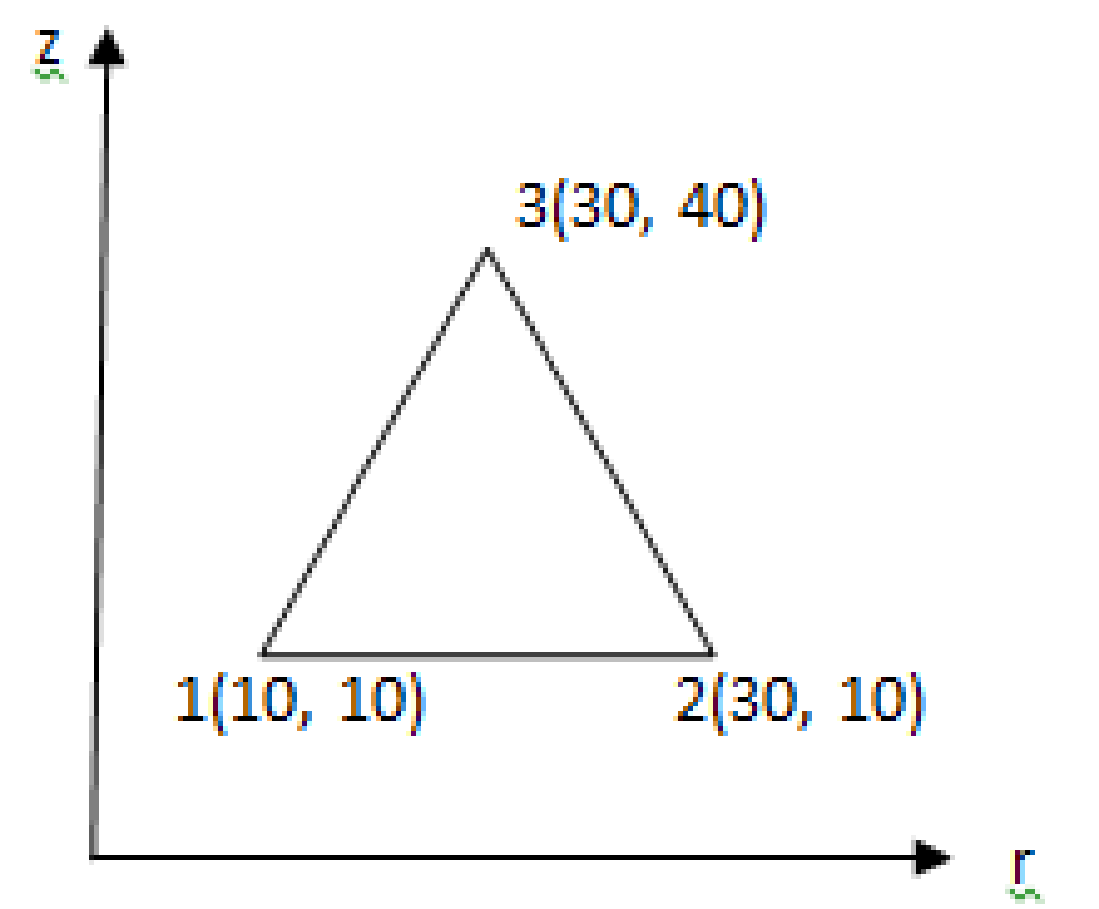 z
3(30, 40)
1(10, 10)
2(30, 10)
r